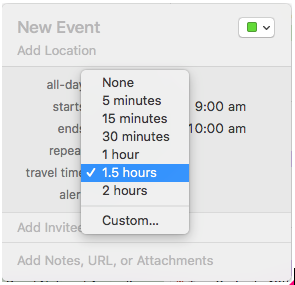 New Event
Add Location
all-day
None
5 minutes
starts
9:00 am
15 minutes
ends
10:00 am
30 minutes
repeat
1 hour
travel time
✓ 1.5 hours
2 hours
alert
Custom...
Add Invitee
Add Notes, URL, or Attachments